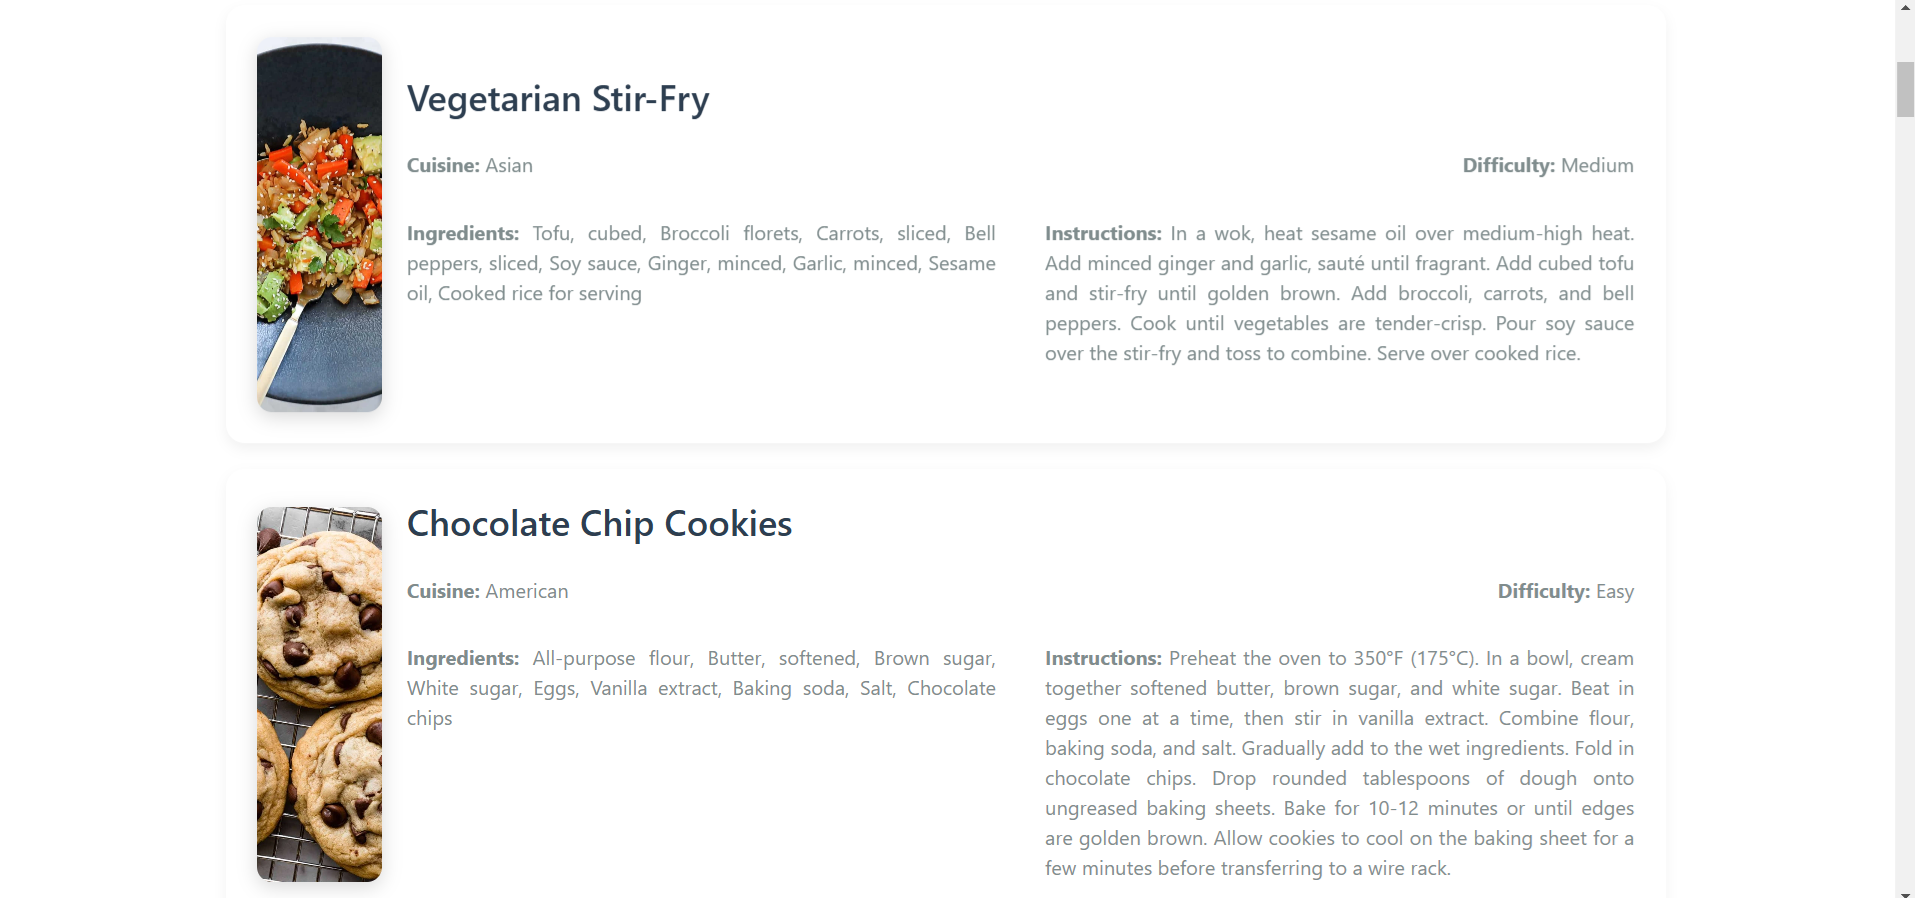 Vegetarian Stir-Fry
Cuisine: Asian
Difficulty: Medium
Ingredients: Tofu, cubed, Broccoli florets, Carrots, sliced, Bell
peppers, sliced, Soy sauce, Ginger, minced, Garlic, minced, Sesame
oil, Cooked rice for serving
Instructions: In a wok, heat sesame oil over medium-high heat.
Add minced ginger and garlic, sauté until fragrant. Add cubed tofu
and stir-fry until golden brown. Add broccoli, carrots, and bell
peppers. Cook until vegetables are tender-crisp. Pour soy sauce
over the stir-fry and toss to combine. Serve over cooked rice.
Chocolate Chip Cookies
Cuisine: American
Difficulty: Easy
Ingredients: All-purpose flour, Butter, softened, Brown sugar,
White sugar, Eggs, Vanilla extract, Baking soda, Salt, Chocolate
chips
Instructions: Preheat the oven to 350°F (175°C). In a bowl, cream
together softened butter, brown sugar, and white sugar. Beat in
eggs one at a time, then stir in vanilla extract. Combine flour,
baking soda, and salt. Gradually add to the wet ingredients. Fold in
chocolate chips. Drop rounded tablespoons of dough onto
ungreased baking sheets. Bake for 10-12 minutes or until edges
are golden brown. Allow cookies to cool on the baking sheet for a
few minutes before transferring to a wire rack.